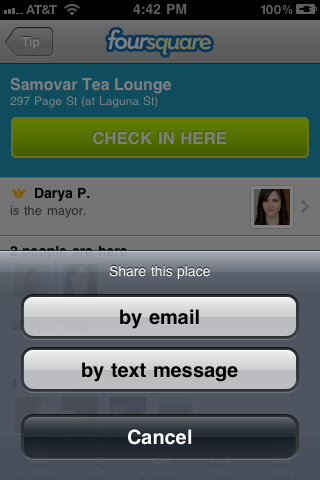 AT&T 4:42 PM 100%
Tip
foursquare
Samovar Tea Lounge
297 Page St (at Laguna St)
CHECK IN HERE
Darya P.
is the mayor.
2 people are here
Share this place
by email
by text message
Cancel